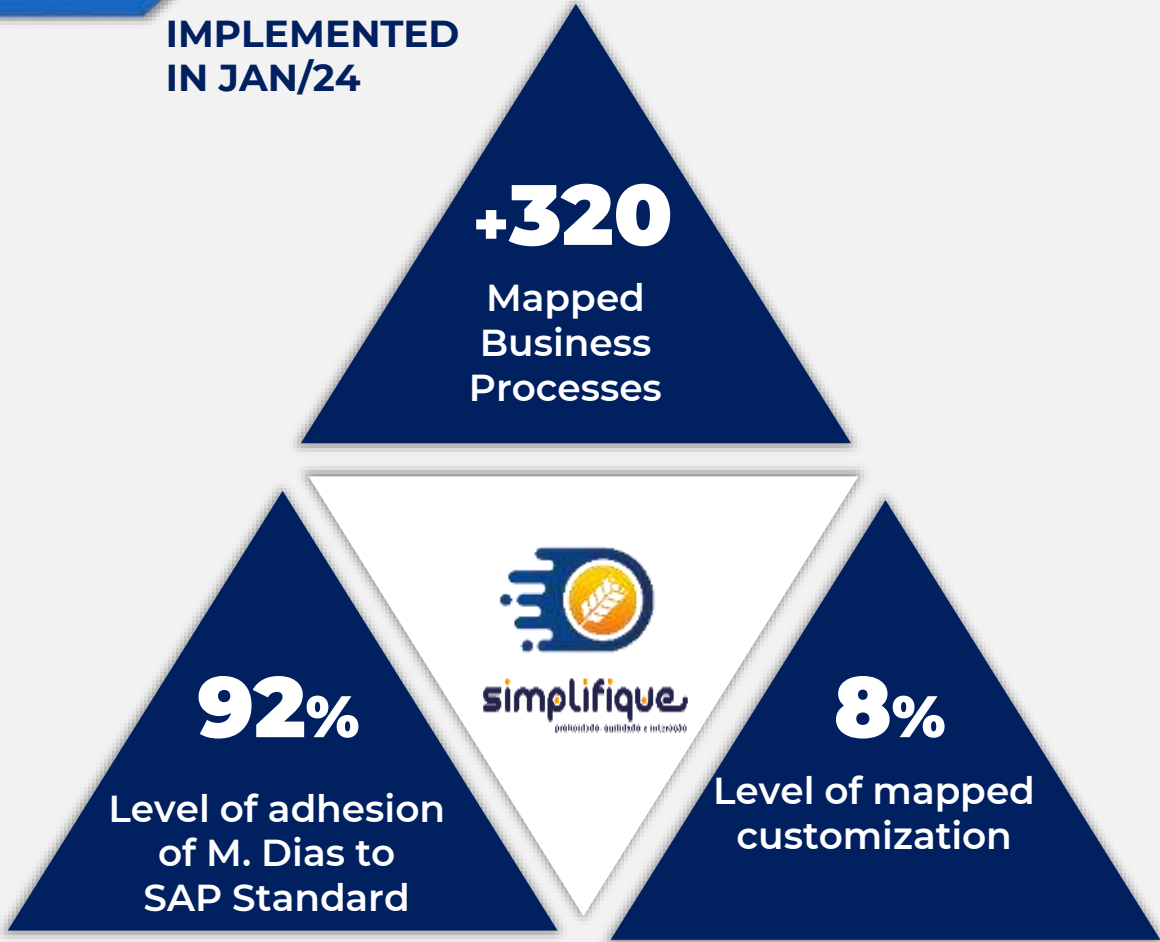 IMPLEMENTED
IN JAN/24
+320
Mapped
Business
Processes
92%
Level of adhesion
of M. Dias to
SAP Standard
simplifique
8%
Level of mapped
customization